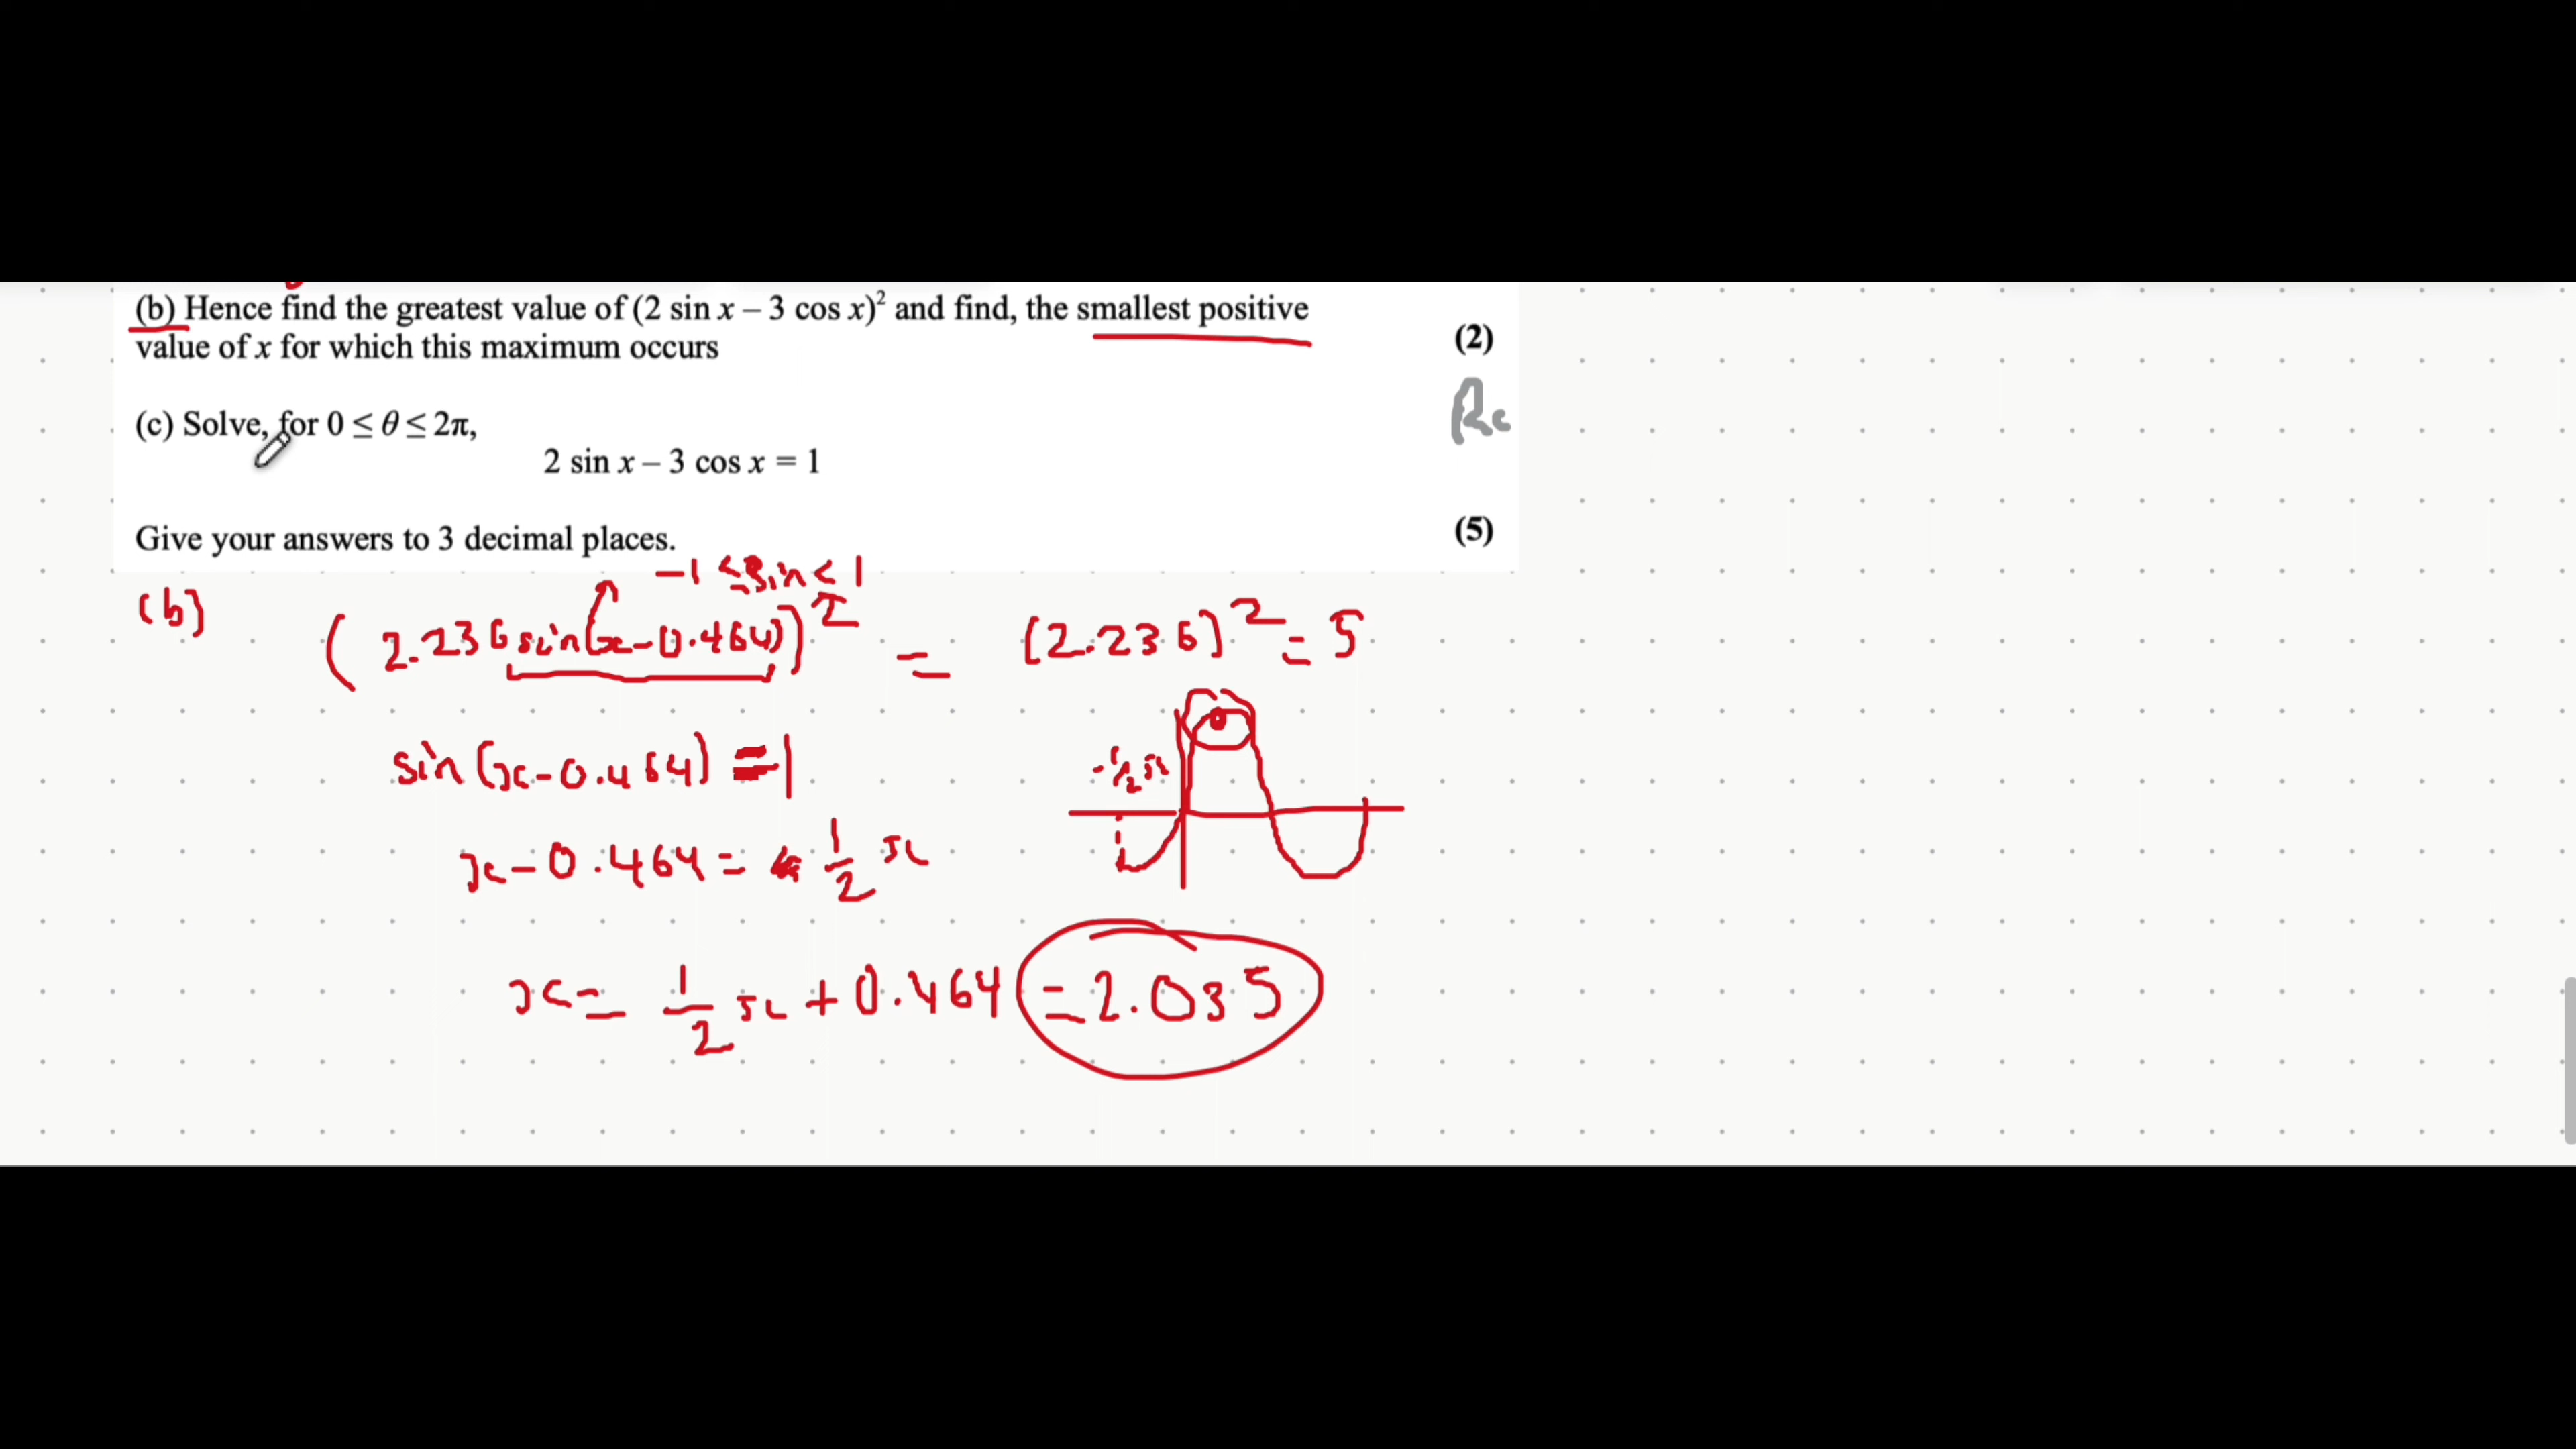 (b) Hence find the greatest value of (2 sin x – 3 cos x)² and find, the smallest positive
value of x for which this maximum occurs
(2)
(c) Solve, for 0 ≤ θ ≤ 2π,
2 sin x – 3 cos x = 1
Give your answers to 3 decimal places.
(5)
-1 ≤ sin ≤ 1
(b)
(2.236 sin(x-0.464))² = (2.236)² = 5
sin(x-0.464) = 1
-½π
x-0.464 = ½π
x = ½π + 0.464 = 2.035